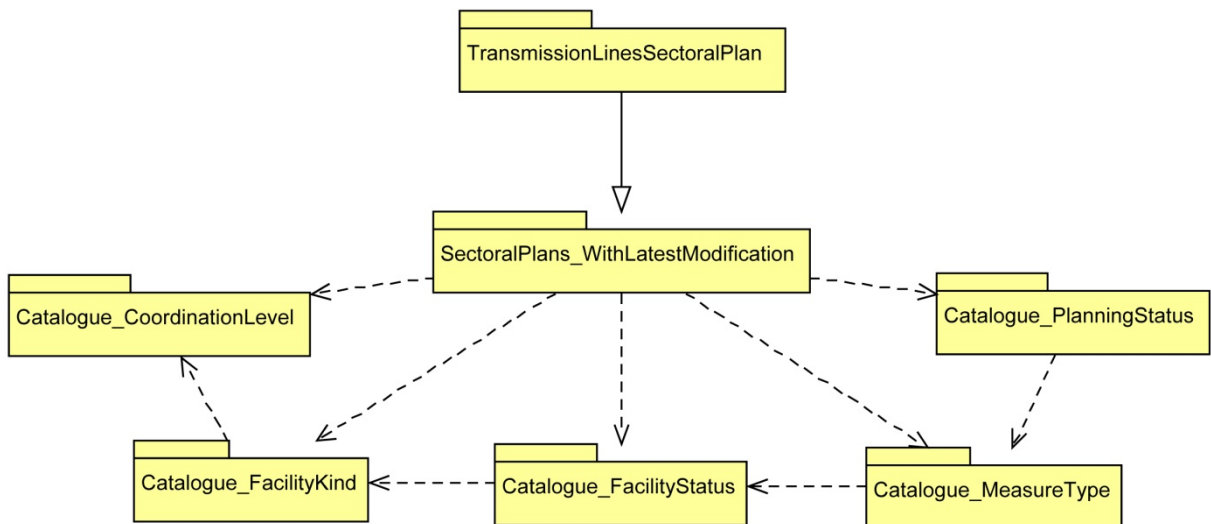 TransmissionLinesSectoralPlan
SectoralPlans_WithLatestModification
Catalogue_CoordinationLevel
Catalogue_PlanningStatus
Catalogue_FacilityKind
Catalogue_FacilityStatus
Catalogue_MeasureType